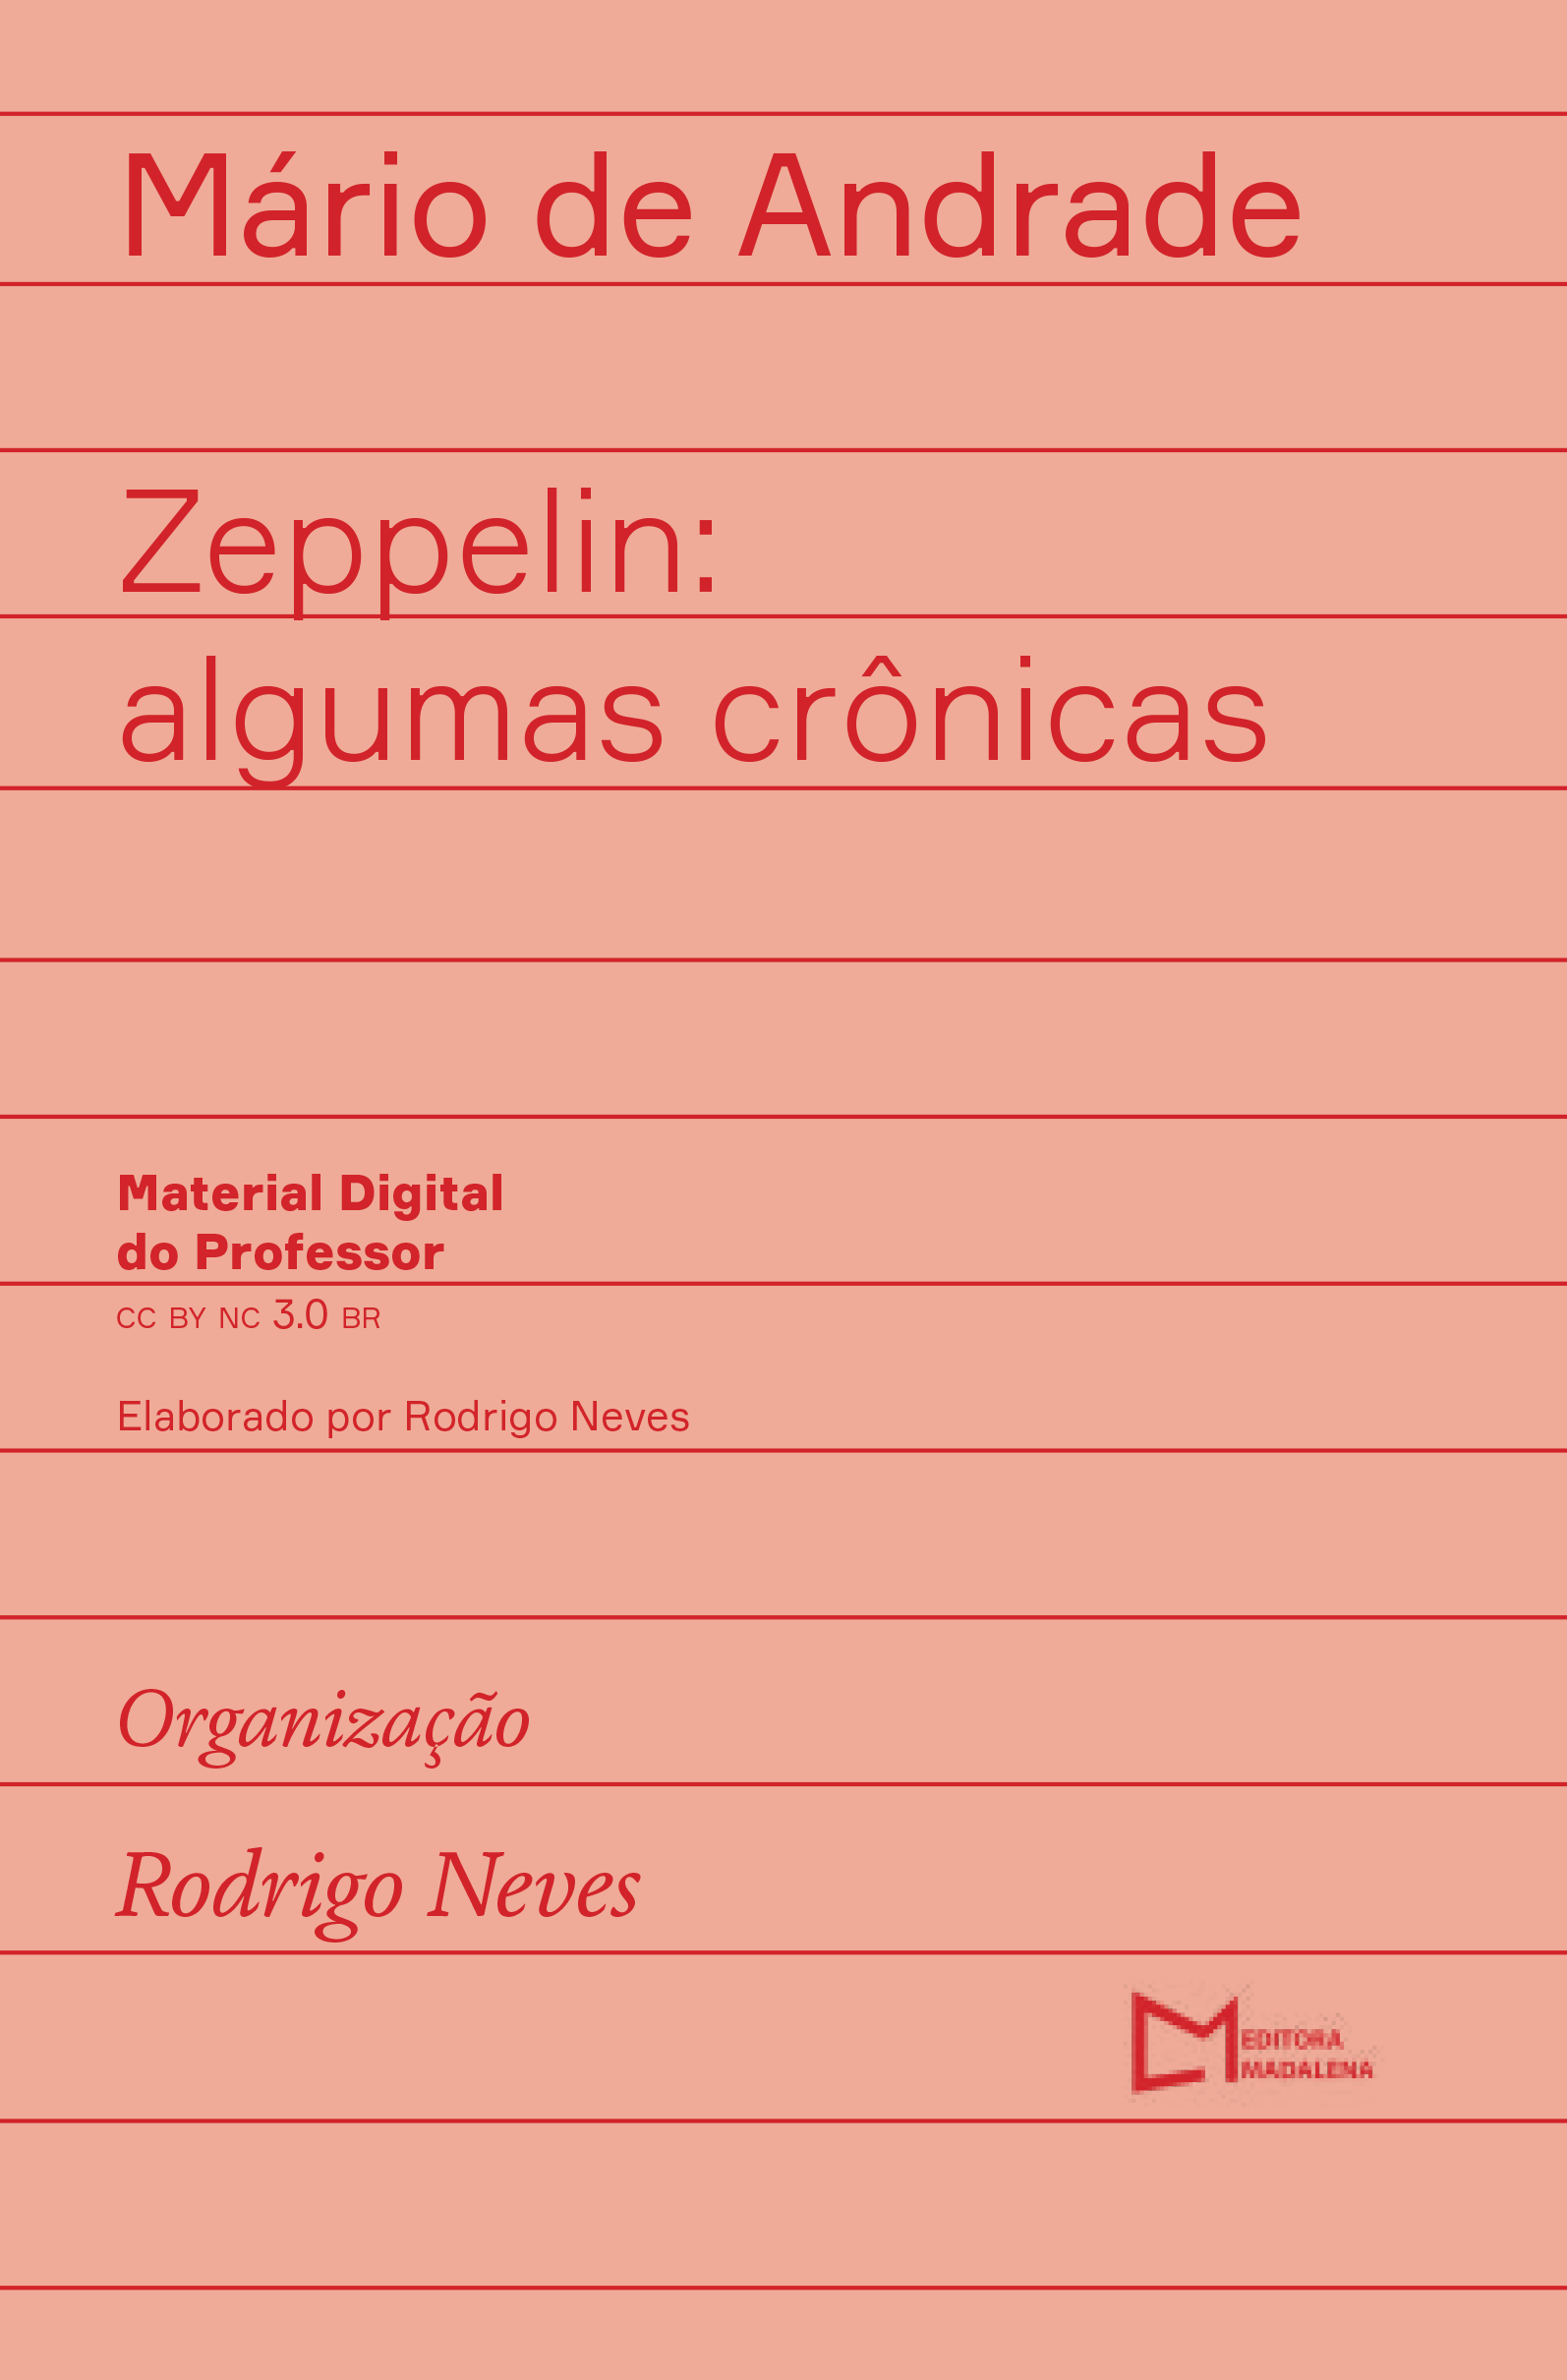 Mário de Andrade
Zeppelin:
algumas crônicas
Material Digital
do Professor
CC BY NC 3.0 BR
Elaborado por Rodrigo Neves
Organização
Rodrigo Neves
EDITORA
MADALENA